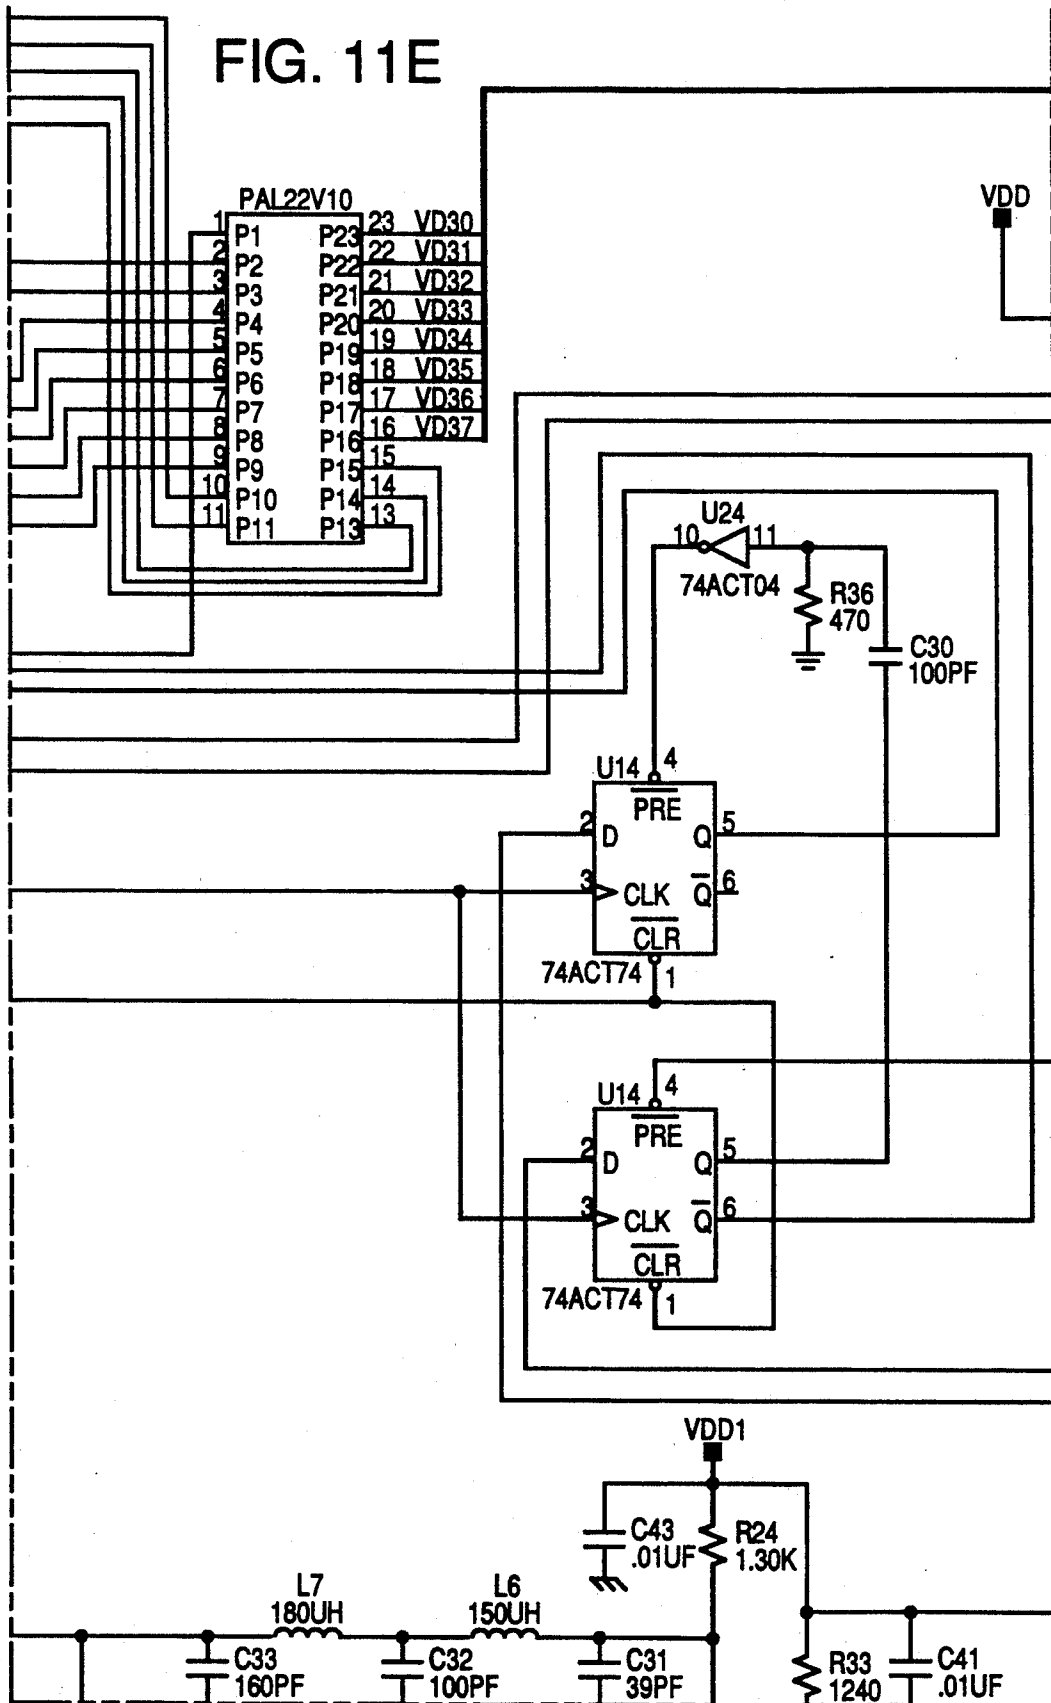 FIG. 11E
VDD
PAL22V10
1 P1 P23 23 VD30
2 P2 P22 22 VD31
3 P3 P21 21 VD32
4 P4 P20 20 VD33
5 P5 P19 19 VD34
6 P6 P18 18 VD35
7 P7 P17 17 VD36
8 P8 P16 16 VD37
9 P9 P15 15
10 P10 P14 14
11 P11 P13 13
U24
10 11
74ACT04
R36
470
C30
100PF
U14 4
PRE
2 D Q 5
3 CLK Q 6
CLR
74ACT74 1
U14 4
PRE
2 D Q 5
3 CLK Q 6
CLR
74ACT74 1
VDD1
C43
.01UF
R24
1.30K
L7
180UH
L6
150UH
C33
160PF
C32
100PF
C31
39PF
R33
1240
C41
.01UF